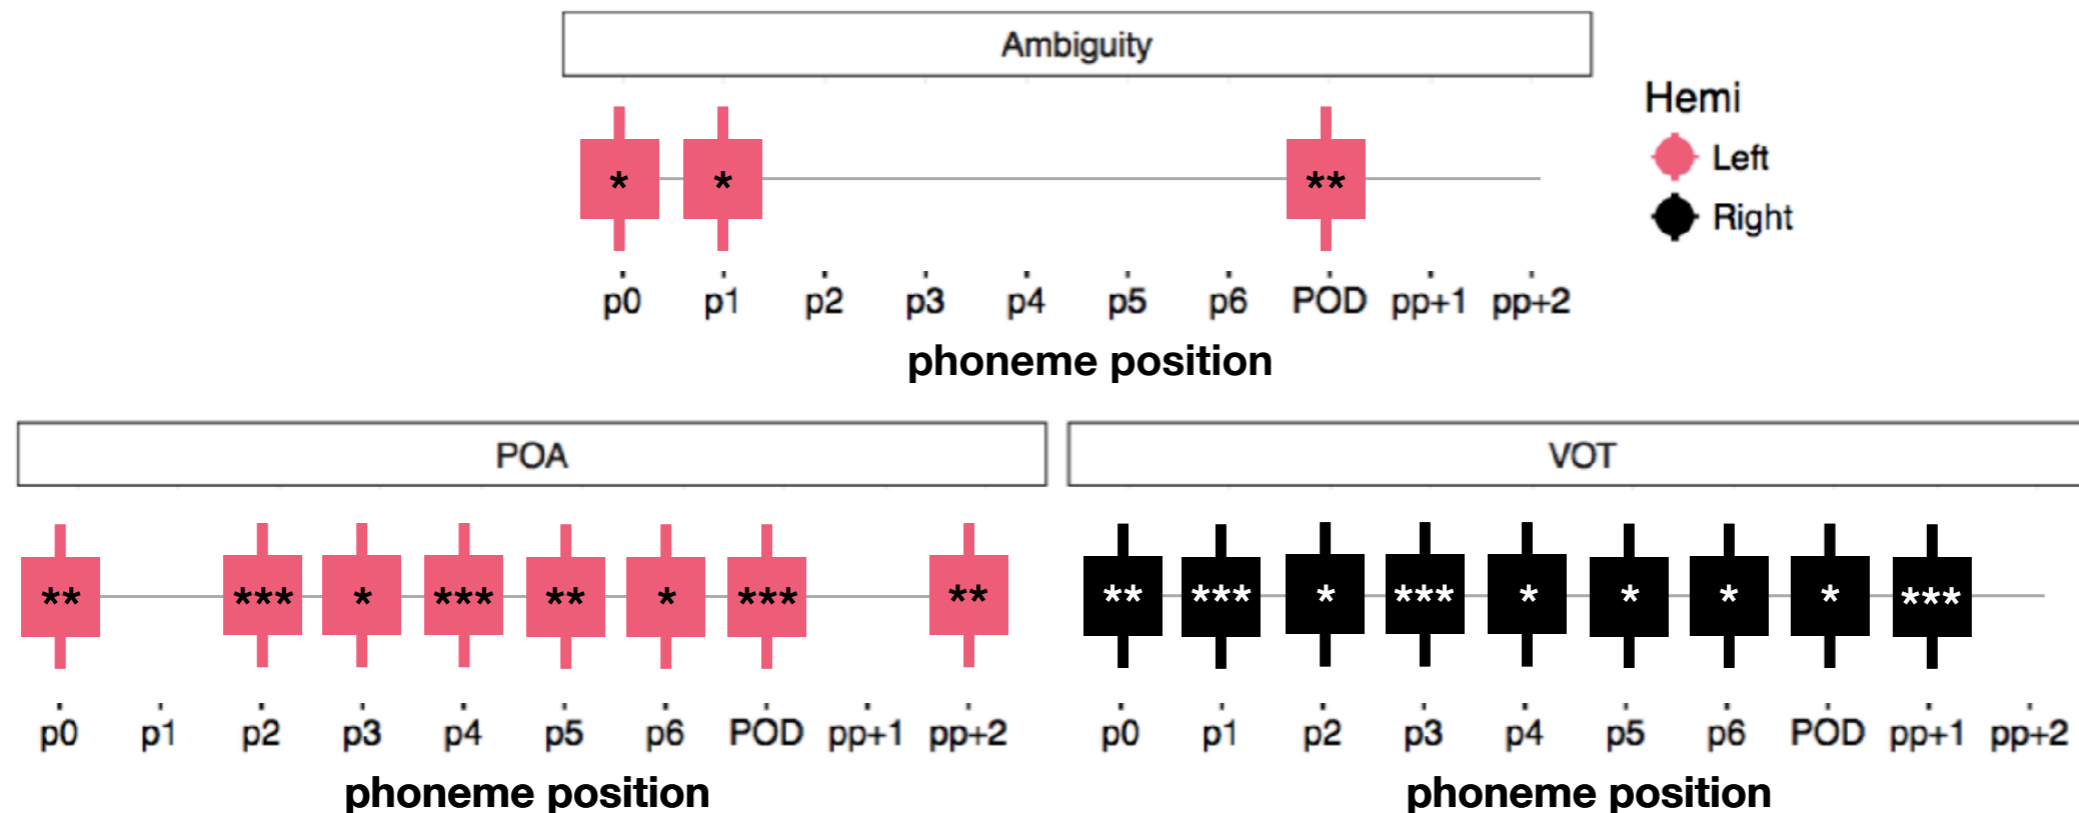 Ambiguity
Hemi
Left
Right
* * **
p0 p1 p2 p3 p4 p5 p6 POD pp+1 pp+2
phoneme position
POA
** *** * *** ** * *** **
p0 p1 p2 p3 p4 p5 p6 POD pp+1 pp+2
phoneme position
VOT
** *** * *** * * * * ***
p0 p1 p2 p3 p4 p5 p6 POD pp+1 pp+2
phoneme position